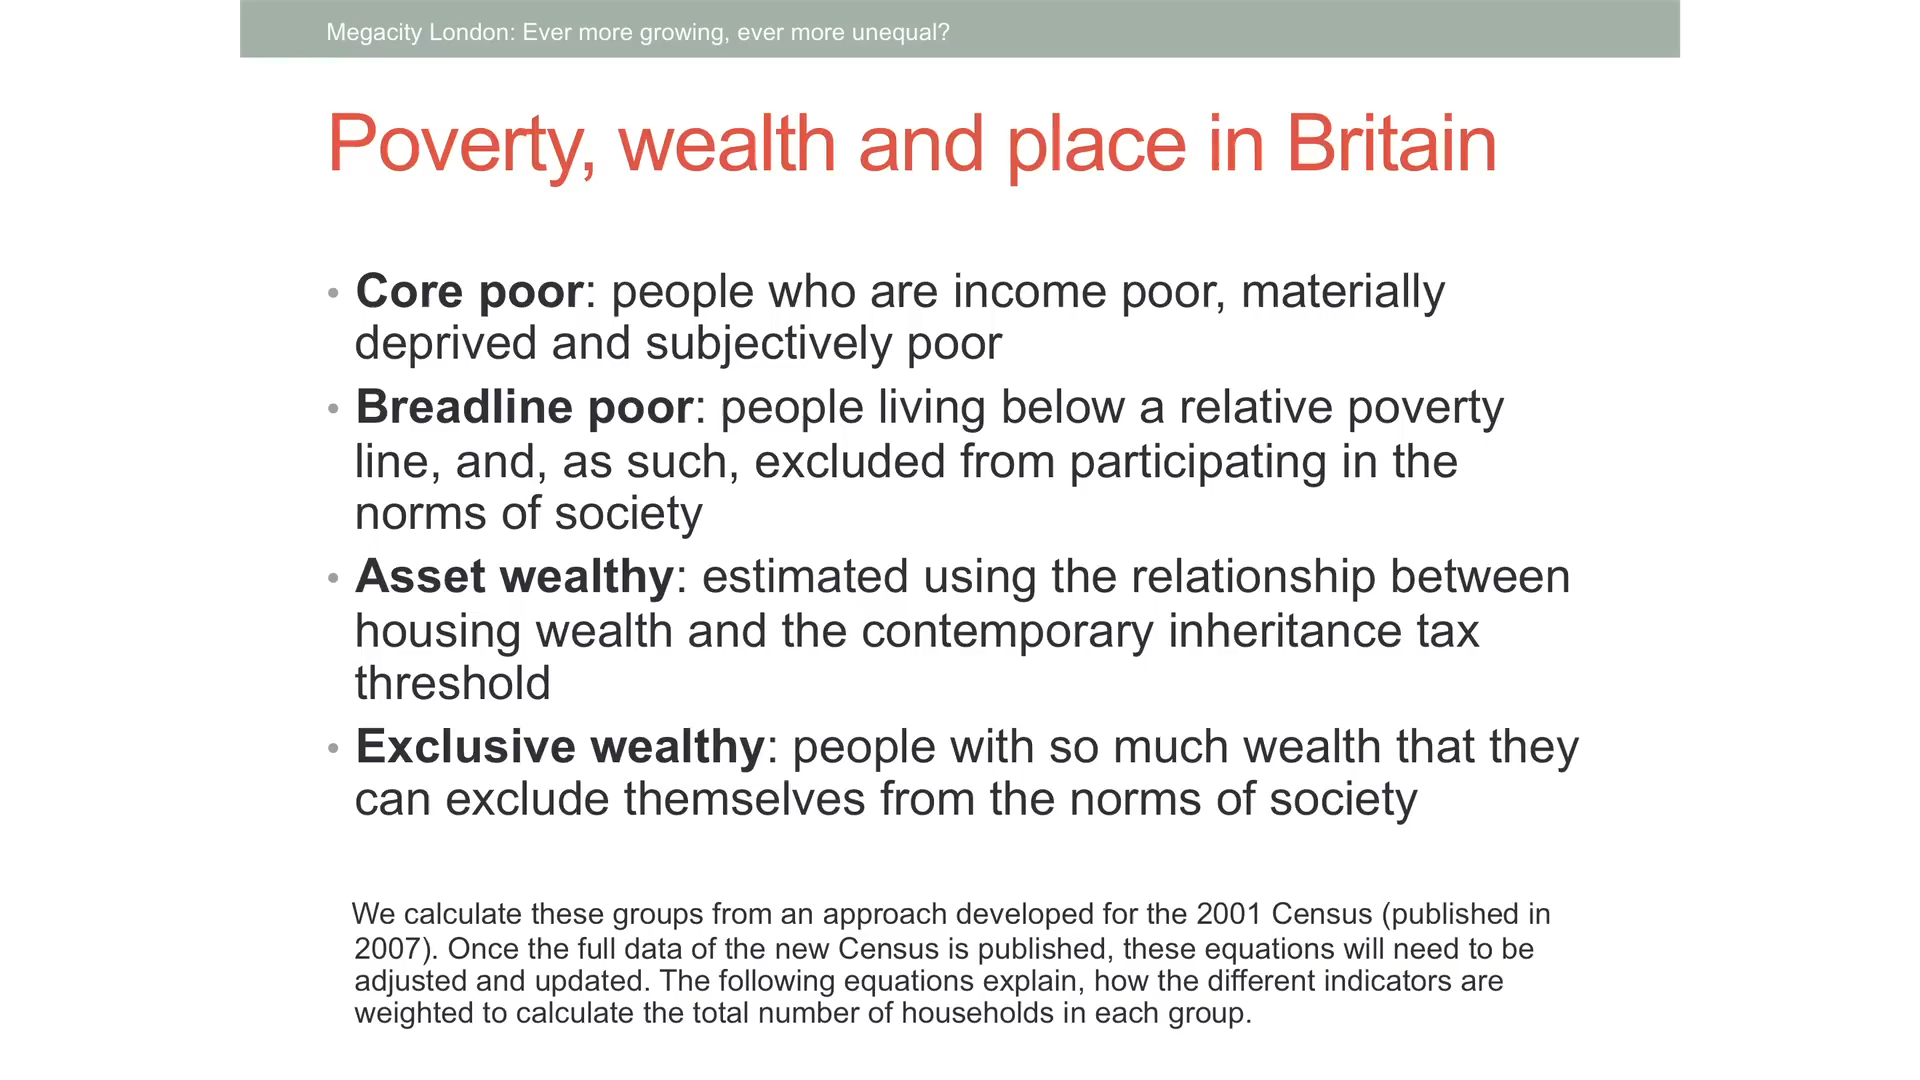 Megacity London: Ever more growing, ever more unequal?
Poverty, wealth and place in Britain
• Core poor: people who are income poor, materially
deprived and subjectively poor
• Breadline poor: people living below a relative poverty
line, and, as such, excluded from participating in the
norms of society
• Asset wealthy: estimated using the relationship between
housing wealth and the contemporary inheritance tax
threshold
• Exclusive wealthy: people with so much wealth that they
can exclude themselves from the norms of society
We calculate these groups from an approach developed for the 2001 Census (published in
2007). Once the full data of the new Census is published, these equations will need to be
adjusted and updated. The following equations explain, how the different indicators are
weighted to calculate the total number of households in each group.